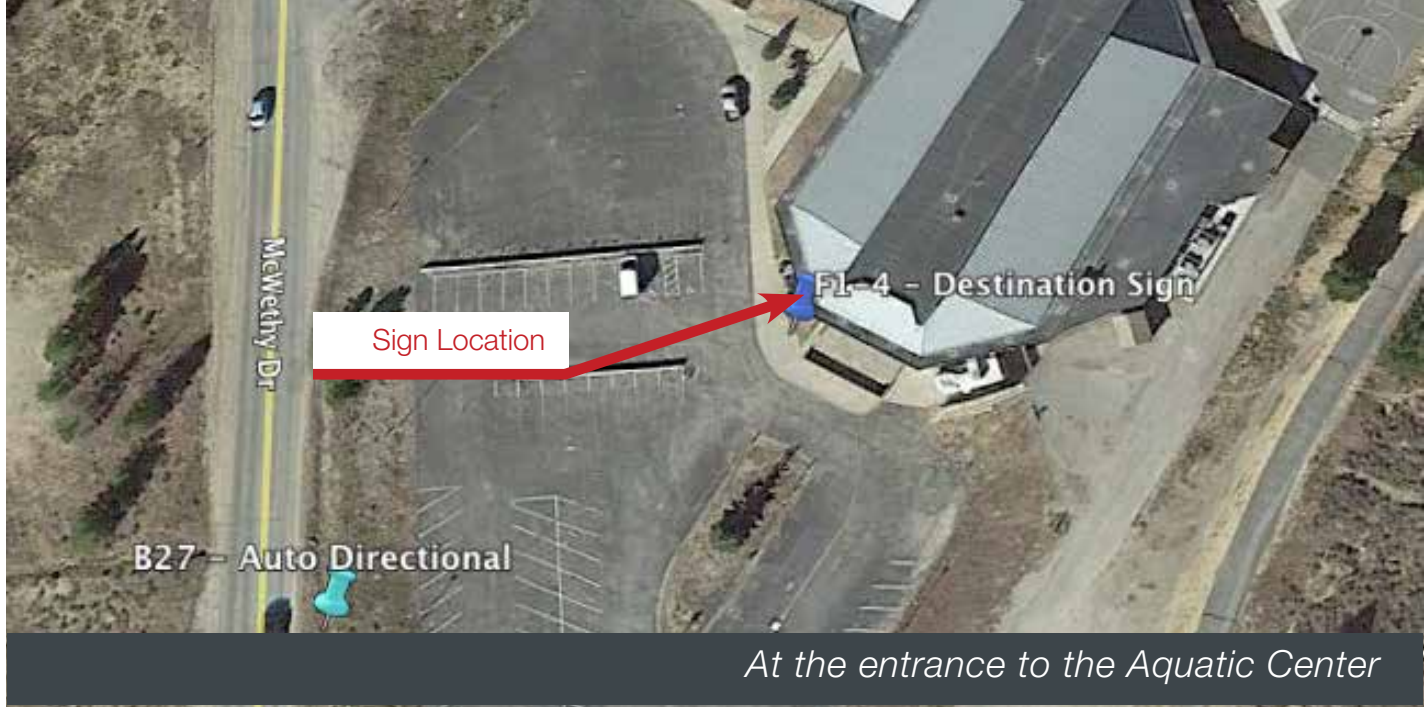 McWethy Dr
F1-4 - Destination Sign
Sign Location
B27 - Auto Directional
At the entrance to the Aquatic Center